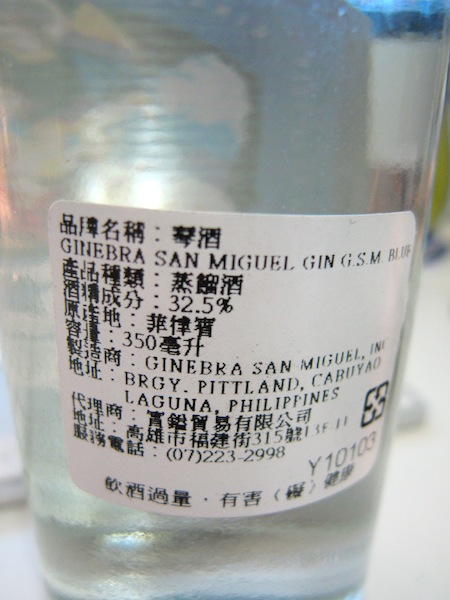 品牌名稱：琴酒
GINEBRA SAN MIGUEL GIN G.S.M. BLUE
產品種類：蒸餾酒
酒精成分：32.5%
原產地：菲律賓
容量：350毫升
製造商：GINEBRA SAN MIGUEL, INC
地址：BRGY. PITTLAND, CABUYAO
LAGUNA, PHILIPPINES
代理商：富鎰貿易有限公司
地址：高雄市福建街315號13F-11
服務電話：(07)223-2998
Y10103
飲酒過量．有害（礙）健康